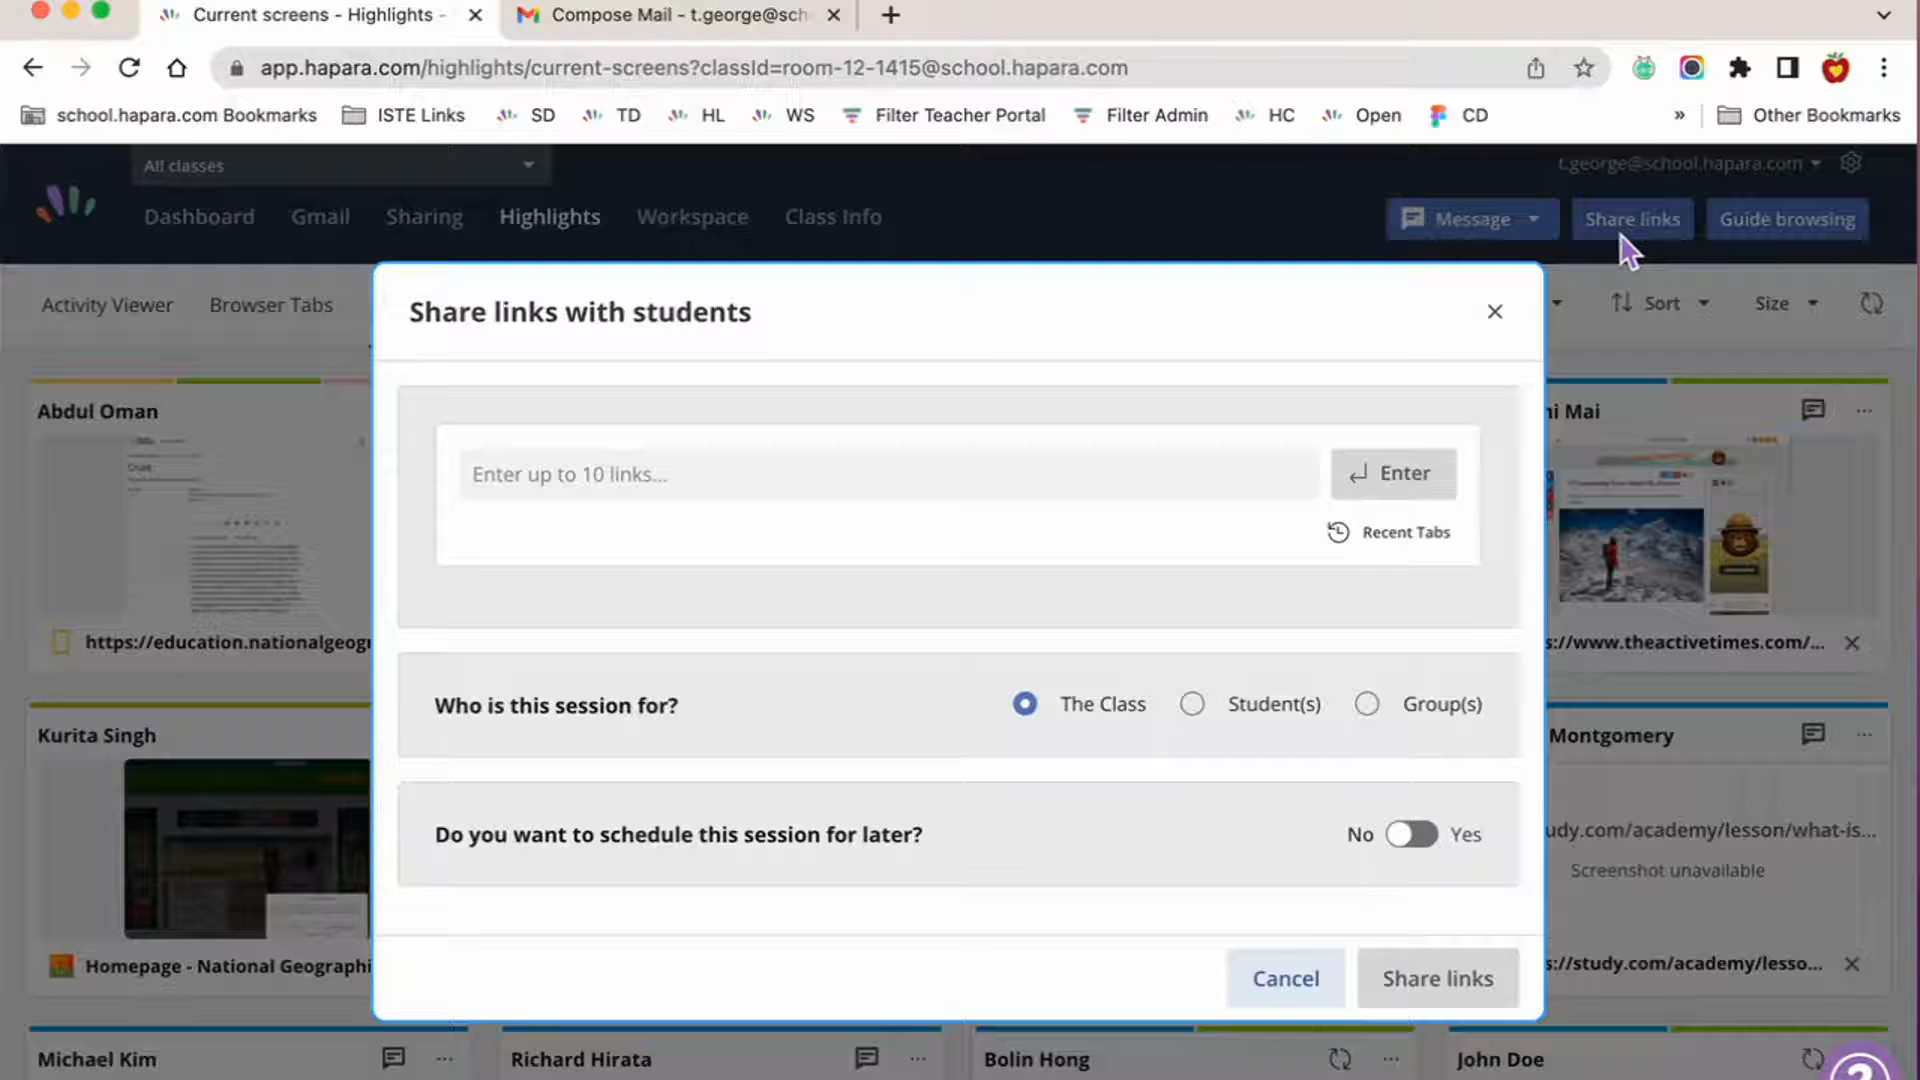 Current screens - Highlights -
Compose Mail - t.george@sch
app.hapara.com/highlights/current-screens?classId=room-12-1415@school.hapara.com
school.hapara.com Bookmarks
ISTE Links
SD
TD
HL
WS
Filter Teacher Portal
Filter Admin
HC
Open
CD
»
Other Bookmarks
All classes
t.george@school.hapara.com
Dashboard
Gmail
Sharing
Highlights
Workspace
Class Info
Message
Share links
Guide browsing
Activity Viewer
Browser Tabs
Sort
Size
Share links with students
Abdul Oman
ni Mai
Enter up to 10 links...
Enter
Recent Tabs
https://education.nationalgeogr
s://www.theactivetimes.com/...
Who is this session for?
The Class
Student(s)
Group(s)
Kurita Singh
Montgomery
Do you want to schedule this session for later?
No
Yes
udy.com/academy/lesson/what-is...
Screenshot unavailable
Homepage - National Geographi
s://study.com/academy/lesso...
Cancel
Share links
Michael Kim
Richard Hirata
Bolin Hong
John Doe
?